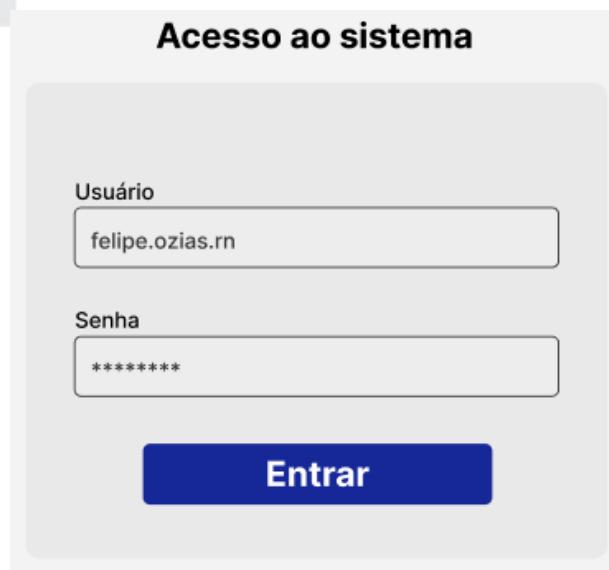 Acesso ao sistema
Usuário
felipe.ozias.rn
Senha
********
Entrar